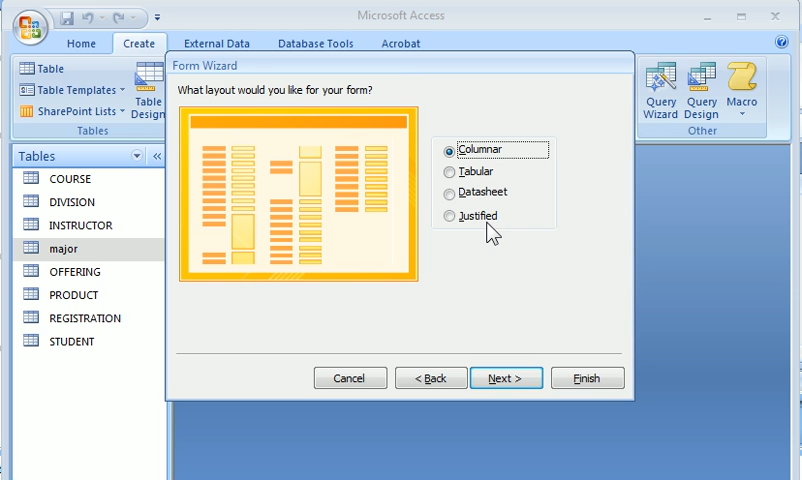 Microsoft Access
Home
Create
External Data
Database Tools
Acrobat
Table
Table Templates
SharePoint Lists
Table
Design
Tables
Form Wizard
What layout would you like for your form?
Columnar
Tabular
Datasheet
Justified
Cancel
< Back
Next >
Finish
Query
Wizard
Query
Design
Macro
Other
Tables
COURSE
DIVISION
INSTRUCTOR
major
OFFERING
PRODUCT
REGISTRATION
STUDENT